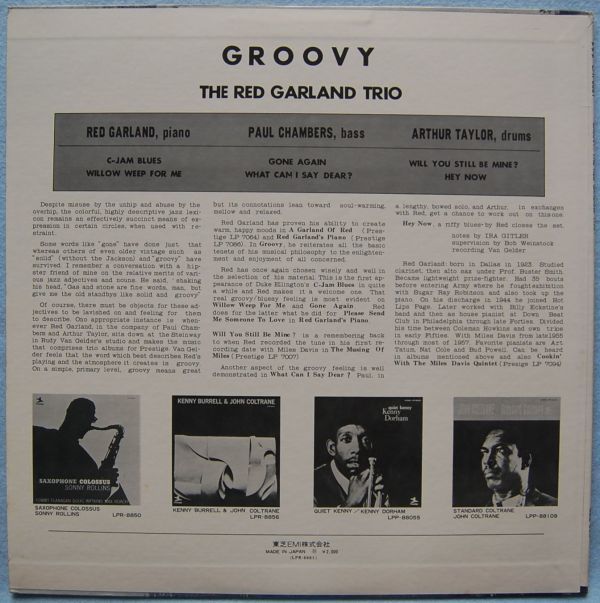 GROOVY
THE RED GARLAND TRIO
RED GARLAND, piano
C-JAM BLUES
WILLOW WEEP FOR ME
PAUL CHAMBERS, bass
GONE AGAIN
WHAT CAN I SAY DEAR?
ARTHUR TAYLOR, drums
WILL YOU STILL BE MINE?
HEY NOW
Despite misuse by the unhip and abuse by the
overhip, the colorful, highly descriptive jazz lexi-
con remains an effectively succinct means of ex-
pression in certain circles, when used with re-
straint.
Some words like "gone" have done just that
whereas others of even older vintage such as
"solid" (without the Jackson) and "groovy" have
survived. I remember a conversation with a hip-
ster friend of mine on the relative merits of vari-
ous jazz adjectives and nouns. He said, "shaking
his head, "Gas and stone are fine words, man, but
give me the old standbys like solid and groovy"
Of course, there must be objects for these ad-
jectives to be lavished on and feeling for them
to describe. One appropriate instance is when-
ever Red Garland, in the company of Paul Cham-
bers and Arthur Taylor, sits down at the Steinway
in Rudy Van Gelder's studio and makes the music
that comprises trio albums for Prestige. Van Gel-
der feels that the word which best describes Red's
playing and the atmosphere it creates is groovy.
On a simple, primary level, groovy means great
but its connotations lean toward soul-warming,
mellow and relaxed.
Red Garland has proven his ability to create
warm, happy moods in A Garland Of Red (Pres-
tige LP 7064) and Red Garland's Piano (Prestige
LP 7086). In Groovy, he reiterates all the basic
tenets of his musical philosophy to the enlighten-
ment and enjoyment of all concerned.
Red has once again chosen wisely and well in
the selection of his material. This is the first ap-
pearance of Duke Ellington's C-Jam Blues in quite
a while and Red makes it a welcome one. That
real groovy/bluesy feeling is most evident on
Willow Weep For Me and Gone Again. Red
does for the latter what he did for Please Send
Me Someone To Love in Red Garland's Piano.
Will You Still Be Mine? is a remembering back
to when Red recorded the tune in his first re-
cording date with Miles Davis in The Musing Of
Miles (Prestige LP 7007)
Another aspect of the groovy feeling is well
demonstrated in What Can I Say Dear? Paul, in
a lengthy, bowed solo, and Arthur, in exchanges
with Red, get a chance to work out on this one
Hey Now, a riffy blues by Red closes the set.
notes by IRA GITLER
supervision by Bob Weinstock
recording Van Gelder
Red Garland: born in Dallas in 1923. Studied
clarinet, then alto sax under Prof. Buster Smith.
Became lightweight prize-fighter. Had 35 bouts
before entering Army where he fought exhibition
with Sugar Ray Robinson and also took up the
piano. On his discharge in 1944 he joined Hot
Lips Page. Later worked with Billy Eckstine's
band and then as house pianist at Down Beat
Club in Philadelphia through late Forties. Divided
his time between Coleman Hawkins and own trios
in early Fifties. With Miles Davis from late 1955
through most of 1957. Favorite pianists are Art
Tatum, Nat Cole and Bud Powell. Can be heard
in albums mentioned above and also Cookin'
With The Miles Davis Quintet (Prestige LP 7094)
SAXOPHONE COLOSSUS
SONNY ROLLINS
SAXOPHONE COLOSSUS
SONNY ROLLINS LPR-8850
KENNY BURRELL & JOHN COLTRANE
KENNY BURRELL & JOHN COLTRANE
LPR-8856
quiet kenny
Kenny
Dorham
QUIET KENNY/KENNY DORHAM
LPP-88055
STANDARD COLTRANE
JOHN COLTRANE LPP-88109
東芝EMI株式会社
MADE IN JAPAN